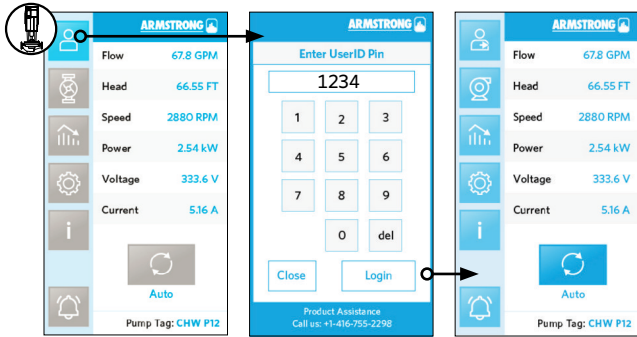 ARMSTRONG
Flow 67.8 GPM
Head 66.55 FT
Speed 2880 RPM
Power 2.54 kW
Voltage 333.6 V
Current 5.16 A
i
Auto
Pump Tag: CHW P12
ARMSTRONG
Enter UserID Pin
1234
1 2 3
4 5 6
7 8 9
0 del
Close Login
Product Assistance
Call us: +1-416-755-2298
ARMSTRONG
Flow 67.8 GPM
Head 66.55 FT
Speed 2880 RPM
Power 2.54 kW
Voltage 333.6 V
Current 5.16 A
i
Auto
Pump Tag: CHW P12